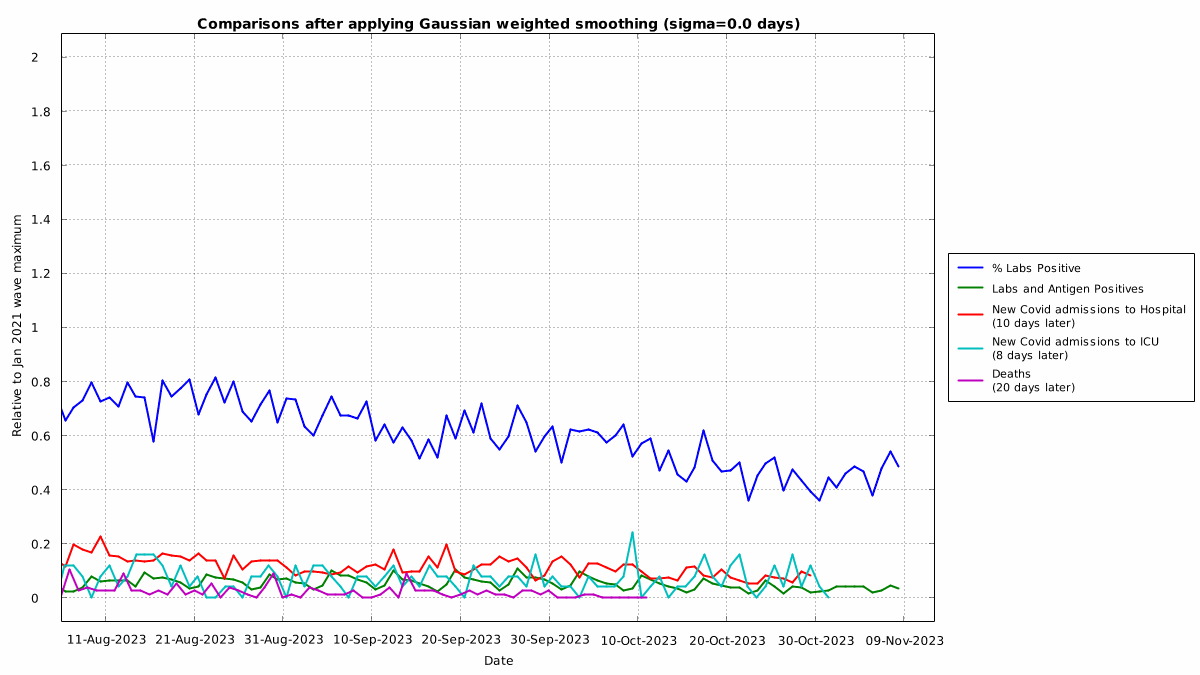 Comparisons after applying Gaussian weighted smoothing (sigma=0.0 days)
Relative to Jan 2021 wave maximum
2
1.8
1.6
1.4
1.2
1
0.8
0.6
0.4
0.2
0
11-Aug-2023 21-Aug-2023 31-Aug-2023 10-Sep-2023 20-Sep-2023 30-Sep-2023 10-Oct-2023 20-Oct-2023 30-Oct-2023 09-Nov-2023
Date
% Labs Positive
Labs and Antigen Positives
New Covid admissions to Hospital
(10 days later)
New Covid admissions to ICU
(8 days later)
Deaths
(20 days later)